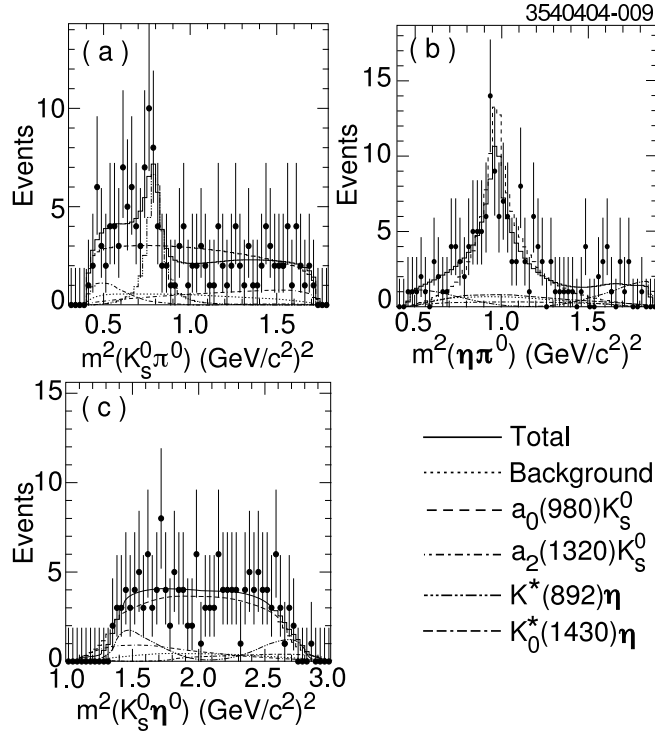 3540404-009
( a )
( b )
10
5
0
Events
0.5 1.0 1.5
m²(K⁰ₛπ⁰) (GeV/c²)²
15
10
5
0
Events
0.5 1.0 1.5
m²(ηπ⁰) (GeV/c²)²
( c )
15
10
5
0
Events
1.0 1.5 2.0 2.5 3.0
m²(K⁰ₛη⁰) (GeV/c²)²
Total
Background
a₀(980)K⁰ₛ
a₂(1320)K⁰ₛ
K*(892)η
K*₀(1430)η